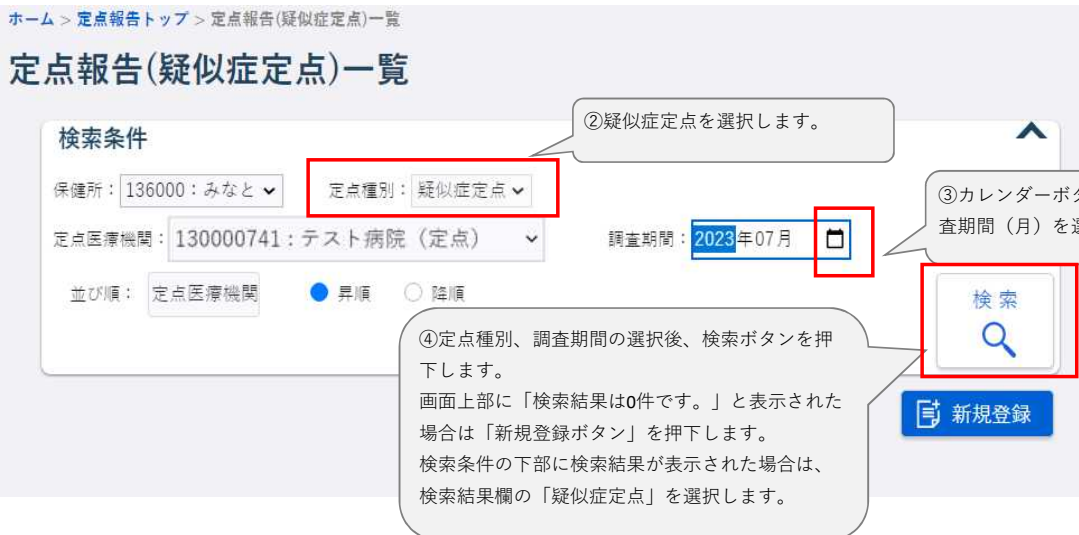 ホーム > 定点報告トップ > 定点報告(疑似症定点)一覧
定点報告(疑似症定点)一覧
②疑似症定点を選択します。
検索条件
保健所：136000：みなと 定点種別：疑似症定点
③カレンダーボタ
査期間（月）を選
定点医療機関：130000741：テスト病院（定点） 調査期間：2023年07月
並び順： 定点医療機関 昇順 降順
検索
④定点種別、調査期間の選択後、検索ボタンを押
下します。
画面上部に「検索結果は0件です。」と表示された
場合は「新規登録ボタン」を押下します。
検索条件の下部に検索結果が表示された場合は、
検索結果欄の「疑似症定点」を選択します。
新規登録